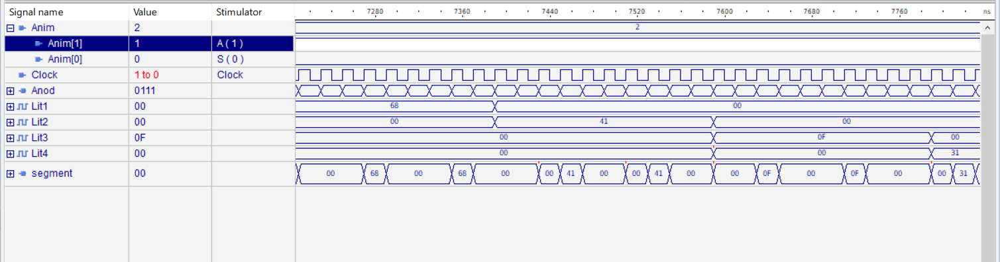 Signal name Value Stimulator 7280 7360 7440 7520 7600 7680 7760 ns
Anim 2 2
Anim[1] 1 A ( 1 )
Anim[0] 0 S ( 0 )
Clock 1 to 0 Clock
Anod 0111
Lit1 00 68 00
Lit2 00 00 41 00
Lit3 0F 00 0F 00
Lit4 00 00 00 31
segment 00 00 68 00 68 00 00 41 00 00 41 00 00 0F 00 0F 00 00 31